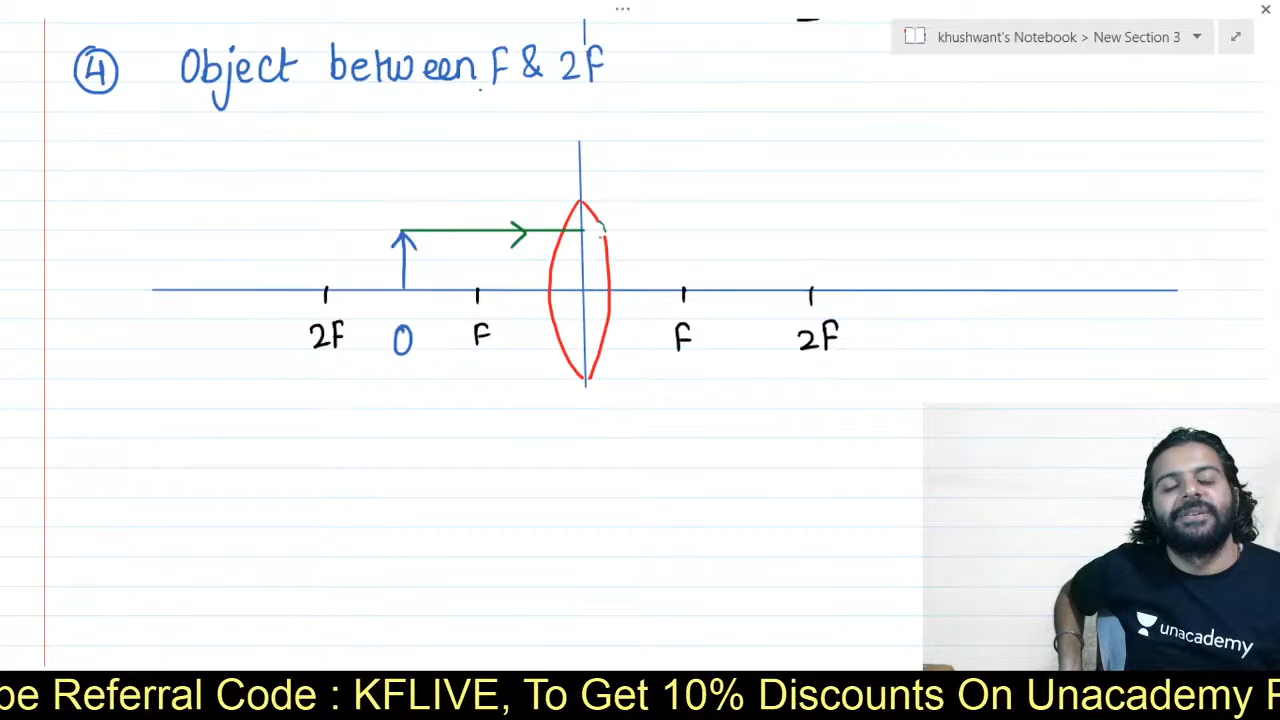 ...
khushwant's Notebook > New Section 3
4 Object between F & 2F
2F O F F 2F
unacademy
be Referral Code : KFLIVE, To Get 10% Discounts On Unacademy